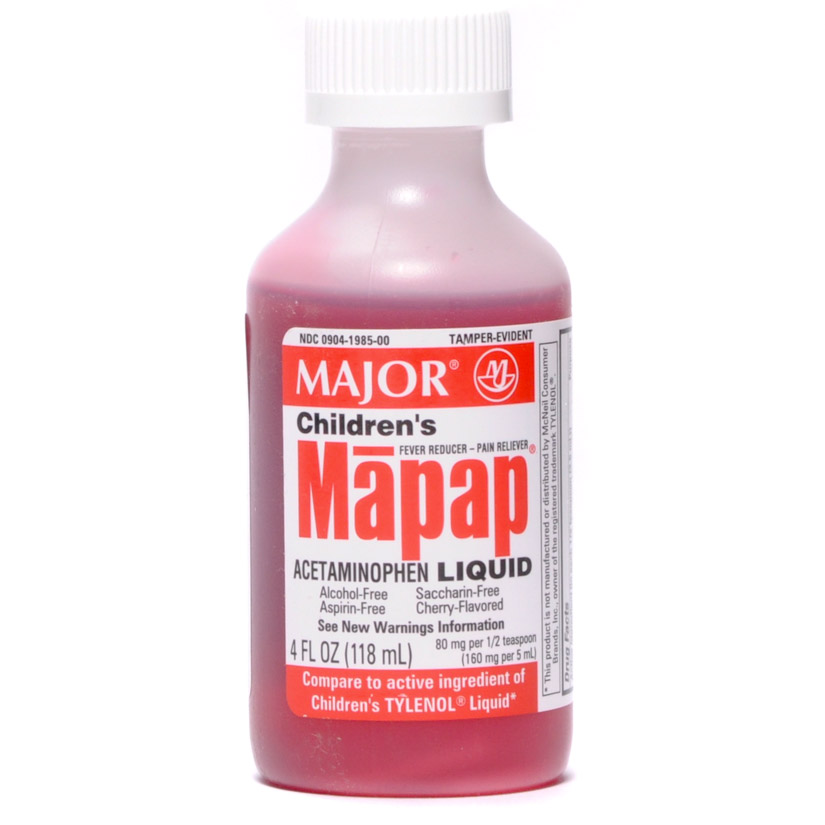 NDC 0904-1985-00 TAMPER-EVIDENT
MAJOR®
Children's
FEVER REDUCER – PAIN RELIEVER
Māpap®
ACETAMINOPHEN LIQUID
Alcohol-Free Saccharin-Free
Aspirin-Free Cherry-Flavored
See New Warnings Information
4 FL OZ (118 mL) 80 mg per 1/2 teaspoon
(160 mg per 5 mL)
Compare to active ingredient of
Children's TYLENOL® Liquid*
* This product is not manufactured or distributed by McNeil Consumer
Brands, Inc., owner of the registered trademark TYLENOL®.
Drug Facts